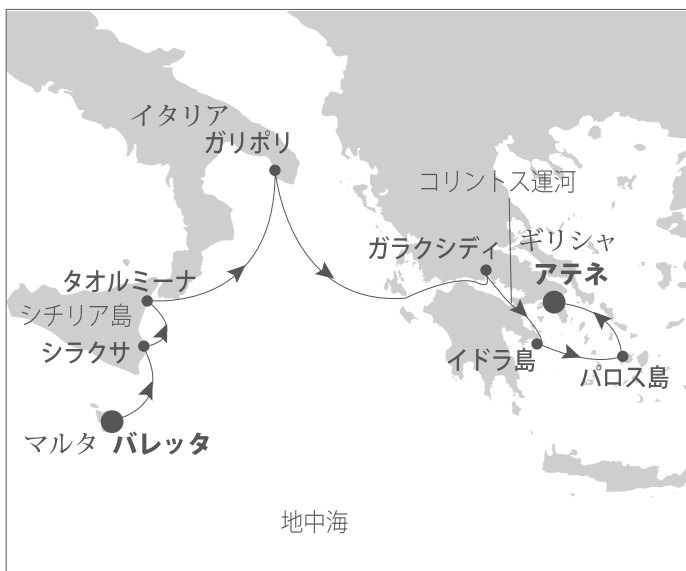 イタリア
ガリポリ
コリントス運河
ギリシャ
ガラクシディ
アテネ
タオルミーナ
シチリア島
シラクサ
イドラ島
パロス島
マルタ バレッタ
地中海